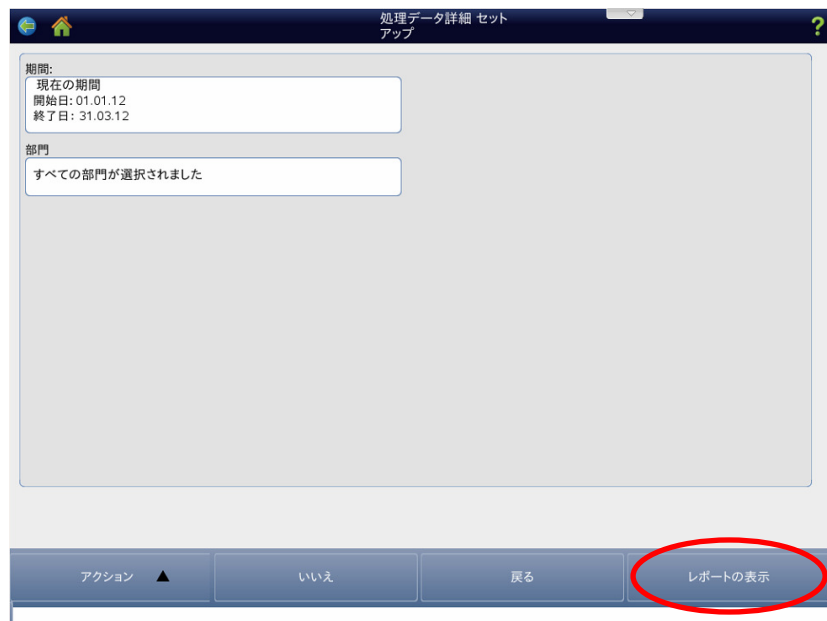 処理データ詳細 セット
アップ
?
期間:
現在の期間
開始日: 01.01.12
終了日: 31.03.12
部門
すべての部門が選択されました
アクション ▲
いいえ
戻る
レポートの表示